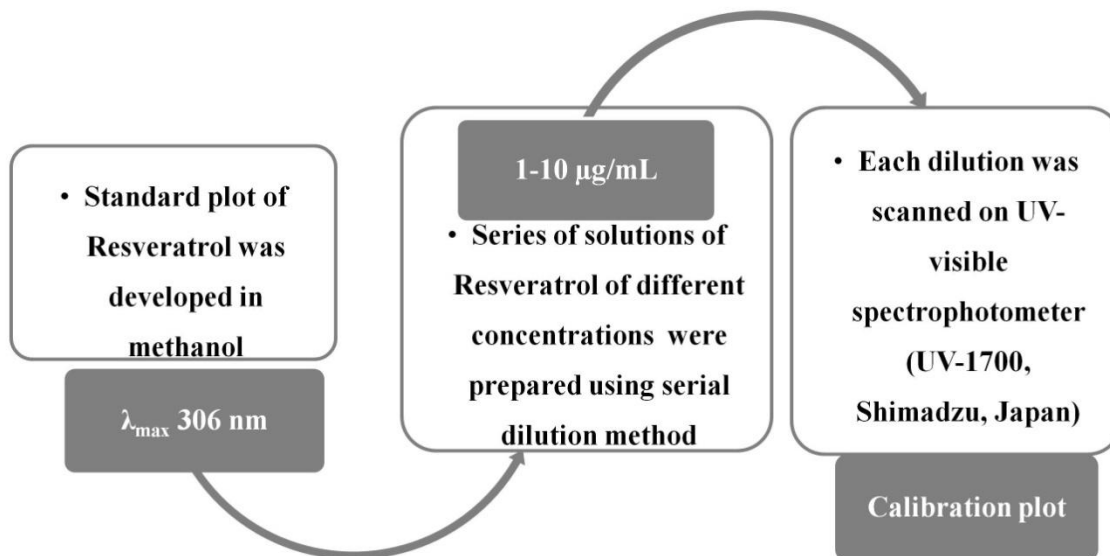 • Standard plot of
Resveratrol was
developed in
methanol
λmax 306 nm
1-10 µg/mL
• Series of solutions of
Resveratrol of different
concentrations were
prepared using serial
dilution method
• Each dilution was
scanned on UV-
visible
spectrophotometer
(UV-1700,
Shimadzu, Japan)
Calibration plot